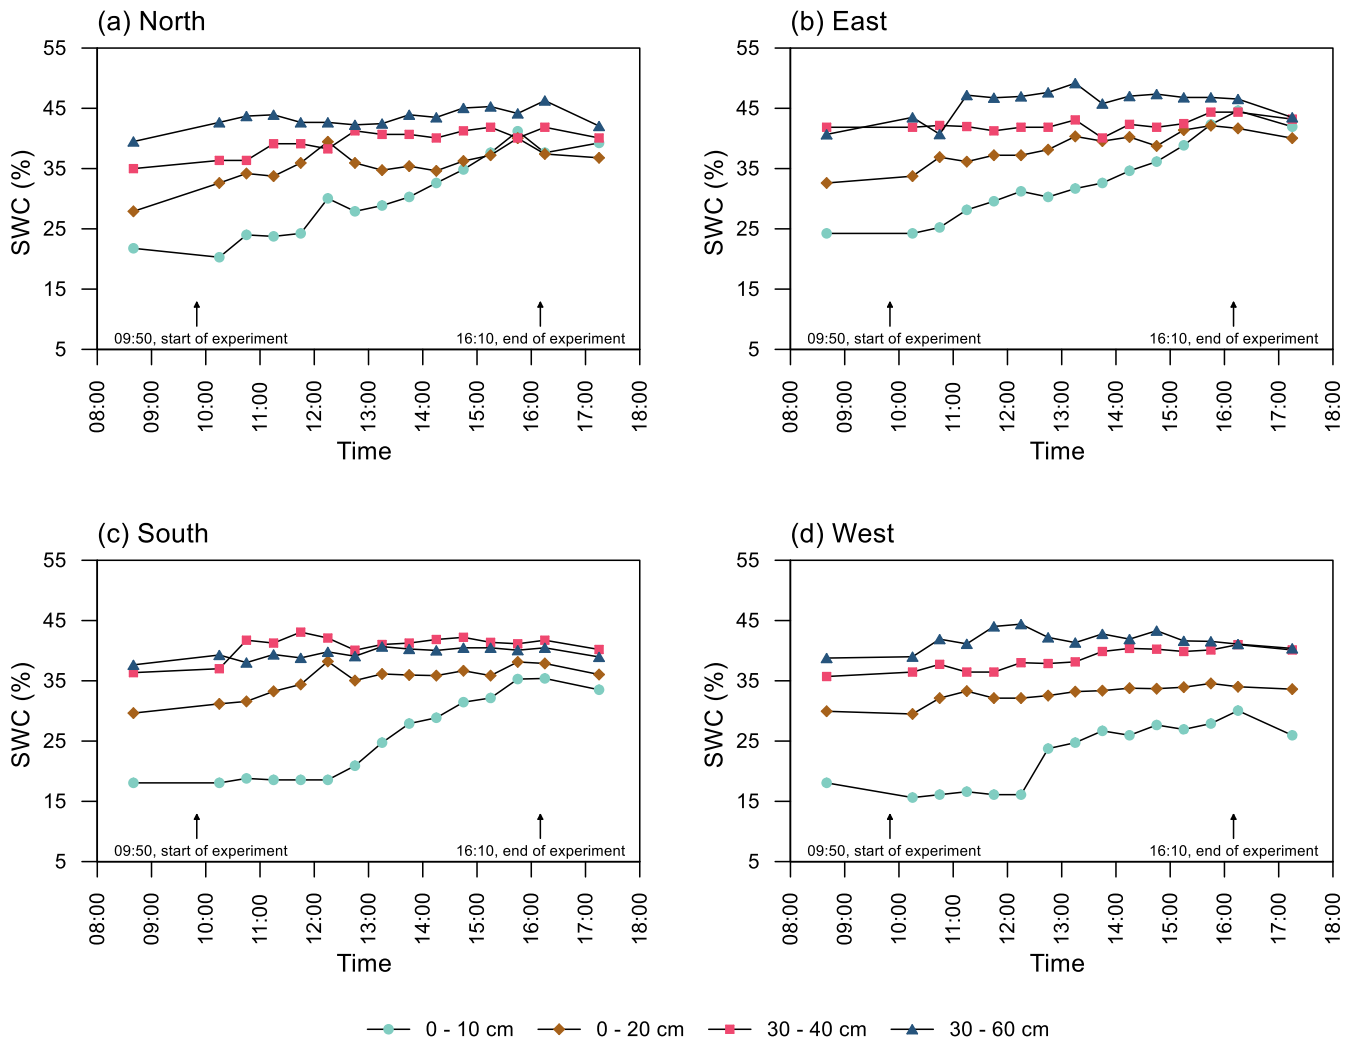 (a) North
(b) East
55
45
35
25
15
5
SWC (%)
09:50, start of experiment
16:10, end of experiment
08:00
09:00
10:00
11:00
12:00
13:00
14:00
15:00
16:00
17:00
18:00
Time
55
45
35
25
15
5
SWC (%)
09:50, start of experiment
16:10, end of experiment
08:00
09:00
10:00
11:00
12:00
13:00
14:00
15:00
16:00
17:00
18:00
Time
(c) South
(d) West
55
45
35
25
15
5
SWC (%)
09:50, start of experiment
16:10, end of experiment
08:00
09:00
10:00
11:00
12:00
13:00
14:00
15:00
16:00
17:00
18:00
Time
55
45
35
25
15
5
SWC (%)
09:50, start of experiment
16:10, end of experiment
08:00
09:00
10:00
11:00
12:00
13:00
14:00
15:00
16:00
17:00
18:00
Time
0 - 10 cm
0 - 20 cm
30 - 40 cm
30 - 60 cm